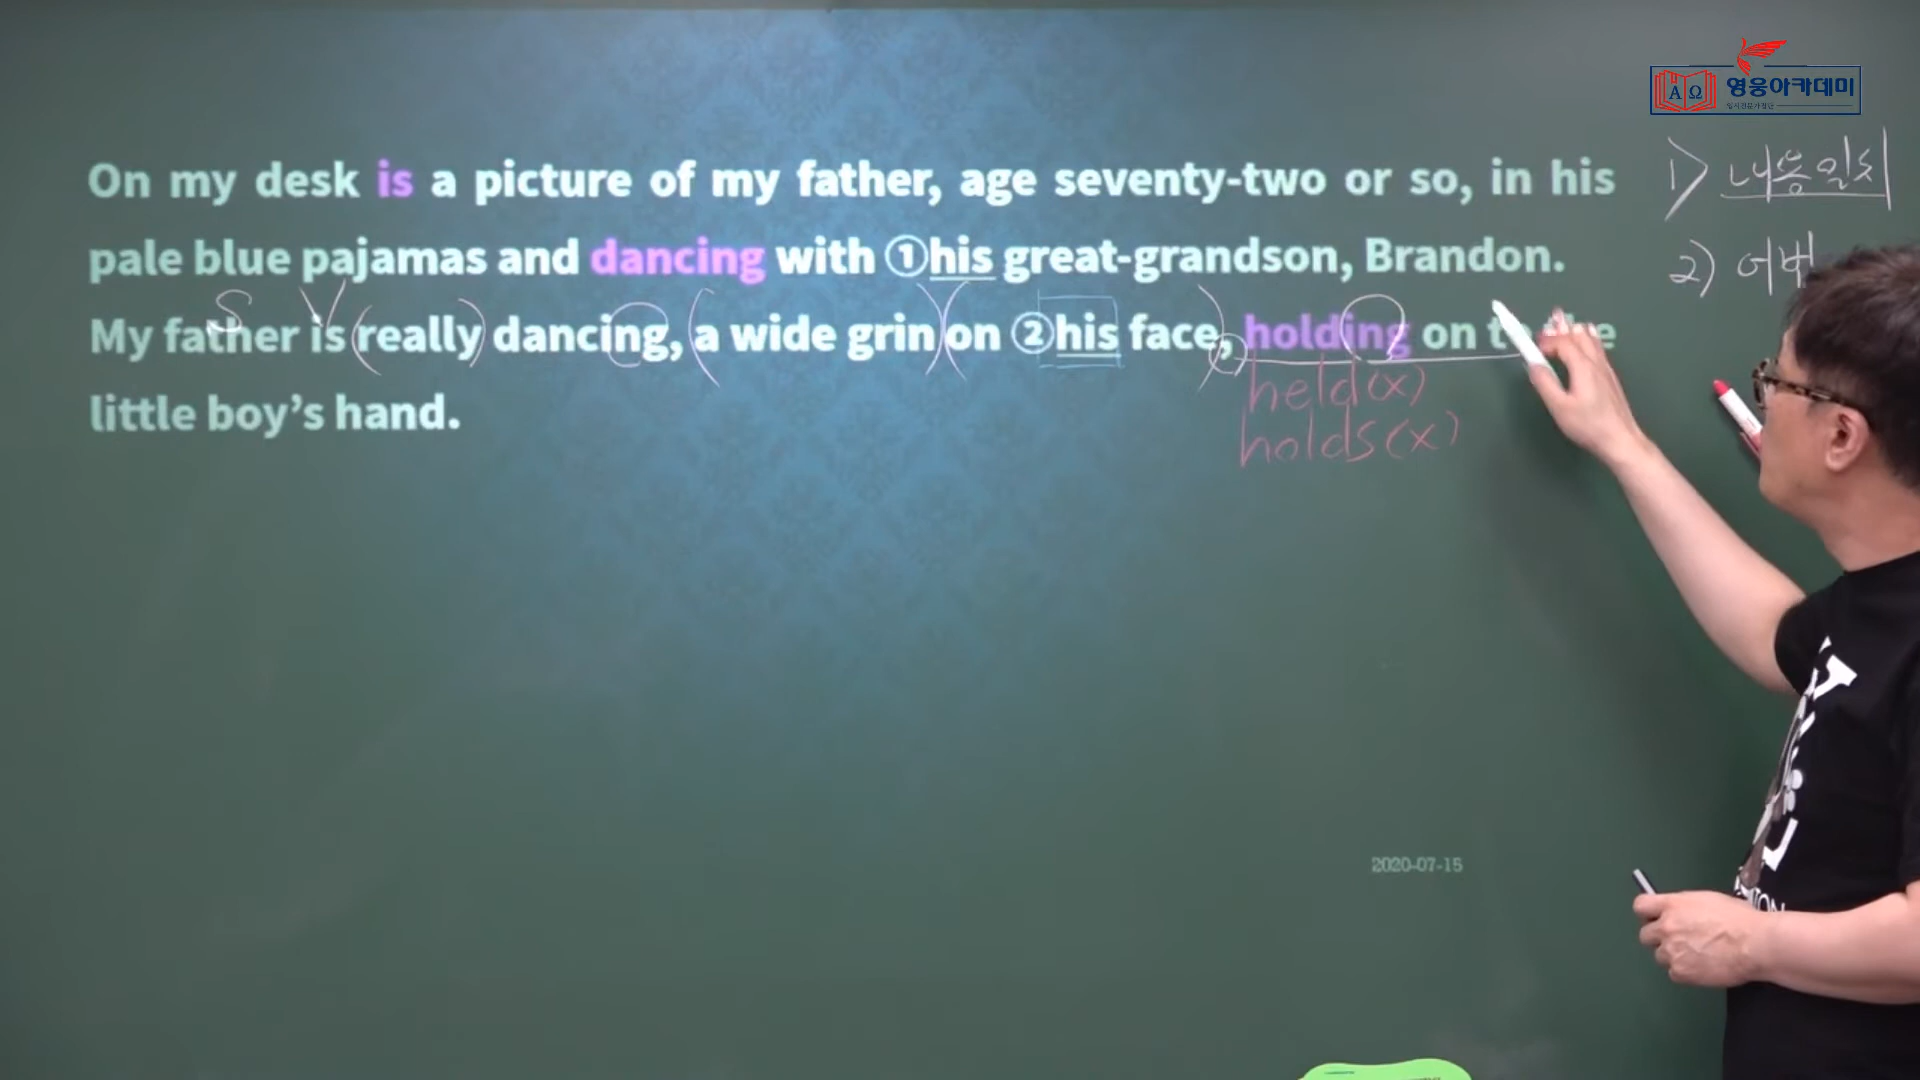 영웅아카데미
On my desk is a picture of my father, age seventy-two or so, in his
pale blue pajamas and dancing with ①his great-grandson, Brandon.
My father is really dancing, a wide grin on ②his face, holding on to the
little boy's hand.
S V
held(x)
holds(x)
1) 내용일치
2) 어법
2020-07-15